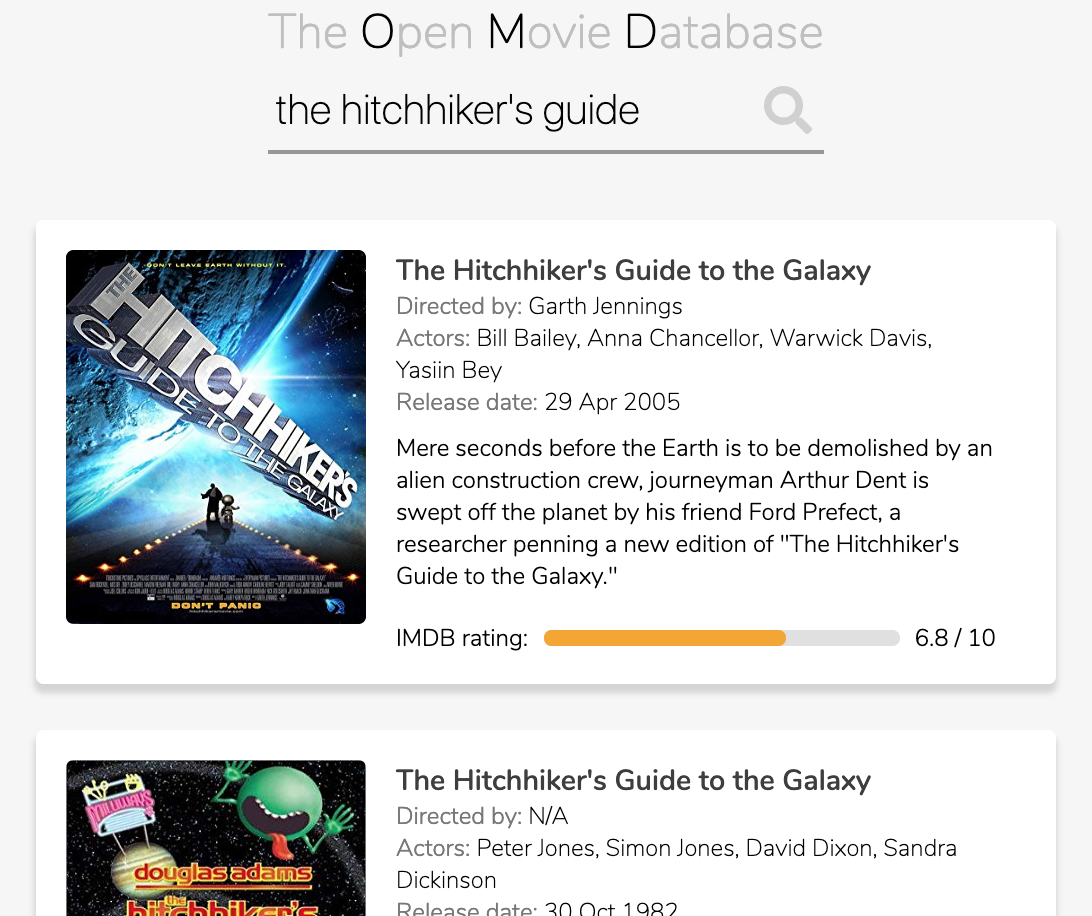 The Open Movie Database
the hitchhiker's guide
DON'T LEAVE EARTH WITHOUT IT.
THE
HITCHHIKER'S
GUIDE TO THE GALAXY
DON'T PANIC
The Hitchhiker's Guide to the Galaxy
Directed by: Garth Jennings
Actors: Bill Bailey, Anna Chancellor, Warwick Davis,
Yasiin Bey
Release date: 29 Apr 2005
Mere seconds before the Earth is to be demolished by an
alien construction crew, journeyman Arthur Dent is
swept off the planet by his friend Ford Prefect, a
researcher penning a new edition of "The Hitchhiker's
Guide to the Galaxy."
IMDB rating: 6.8 / 10
MILLIWAYS
douglas adams
the
hitchhiker's
The Hitchhiker's Guide to the Galaxy
Directed by: N/A
Actors: Peter Jones, Simon Jones, David Dixon, Sandra
Dickinson
Release date: 30 Oct 1982